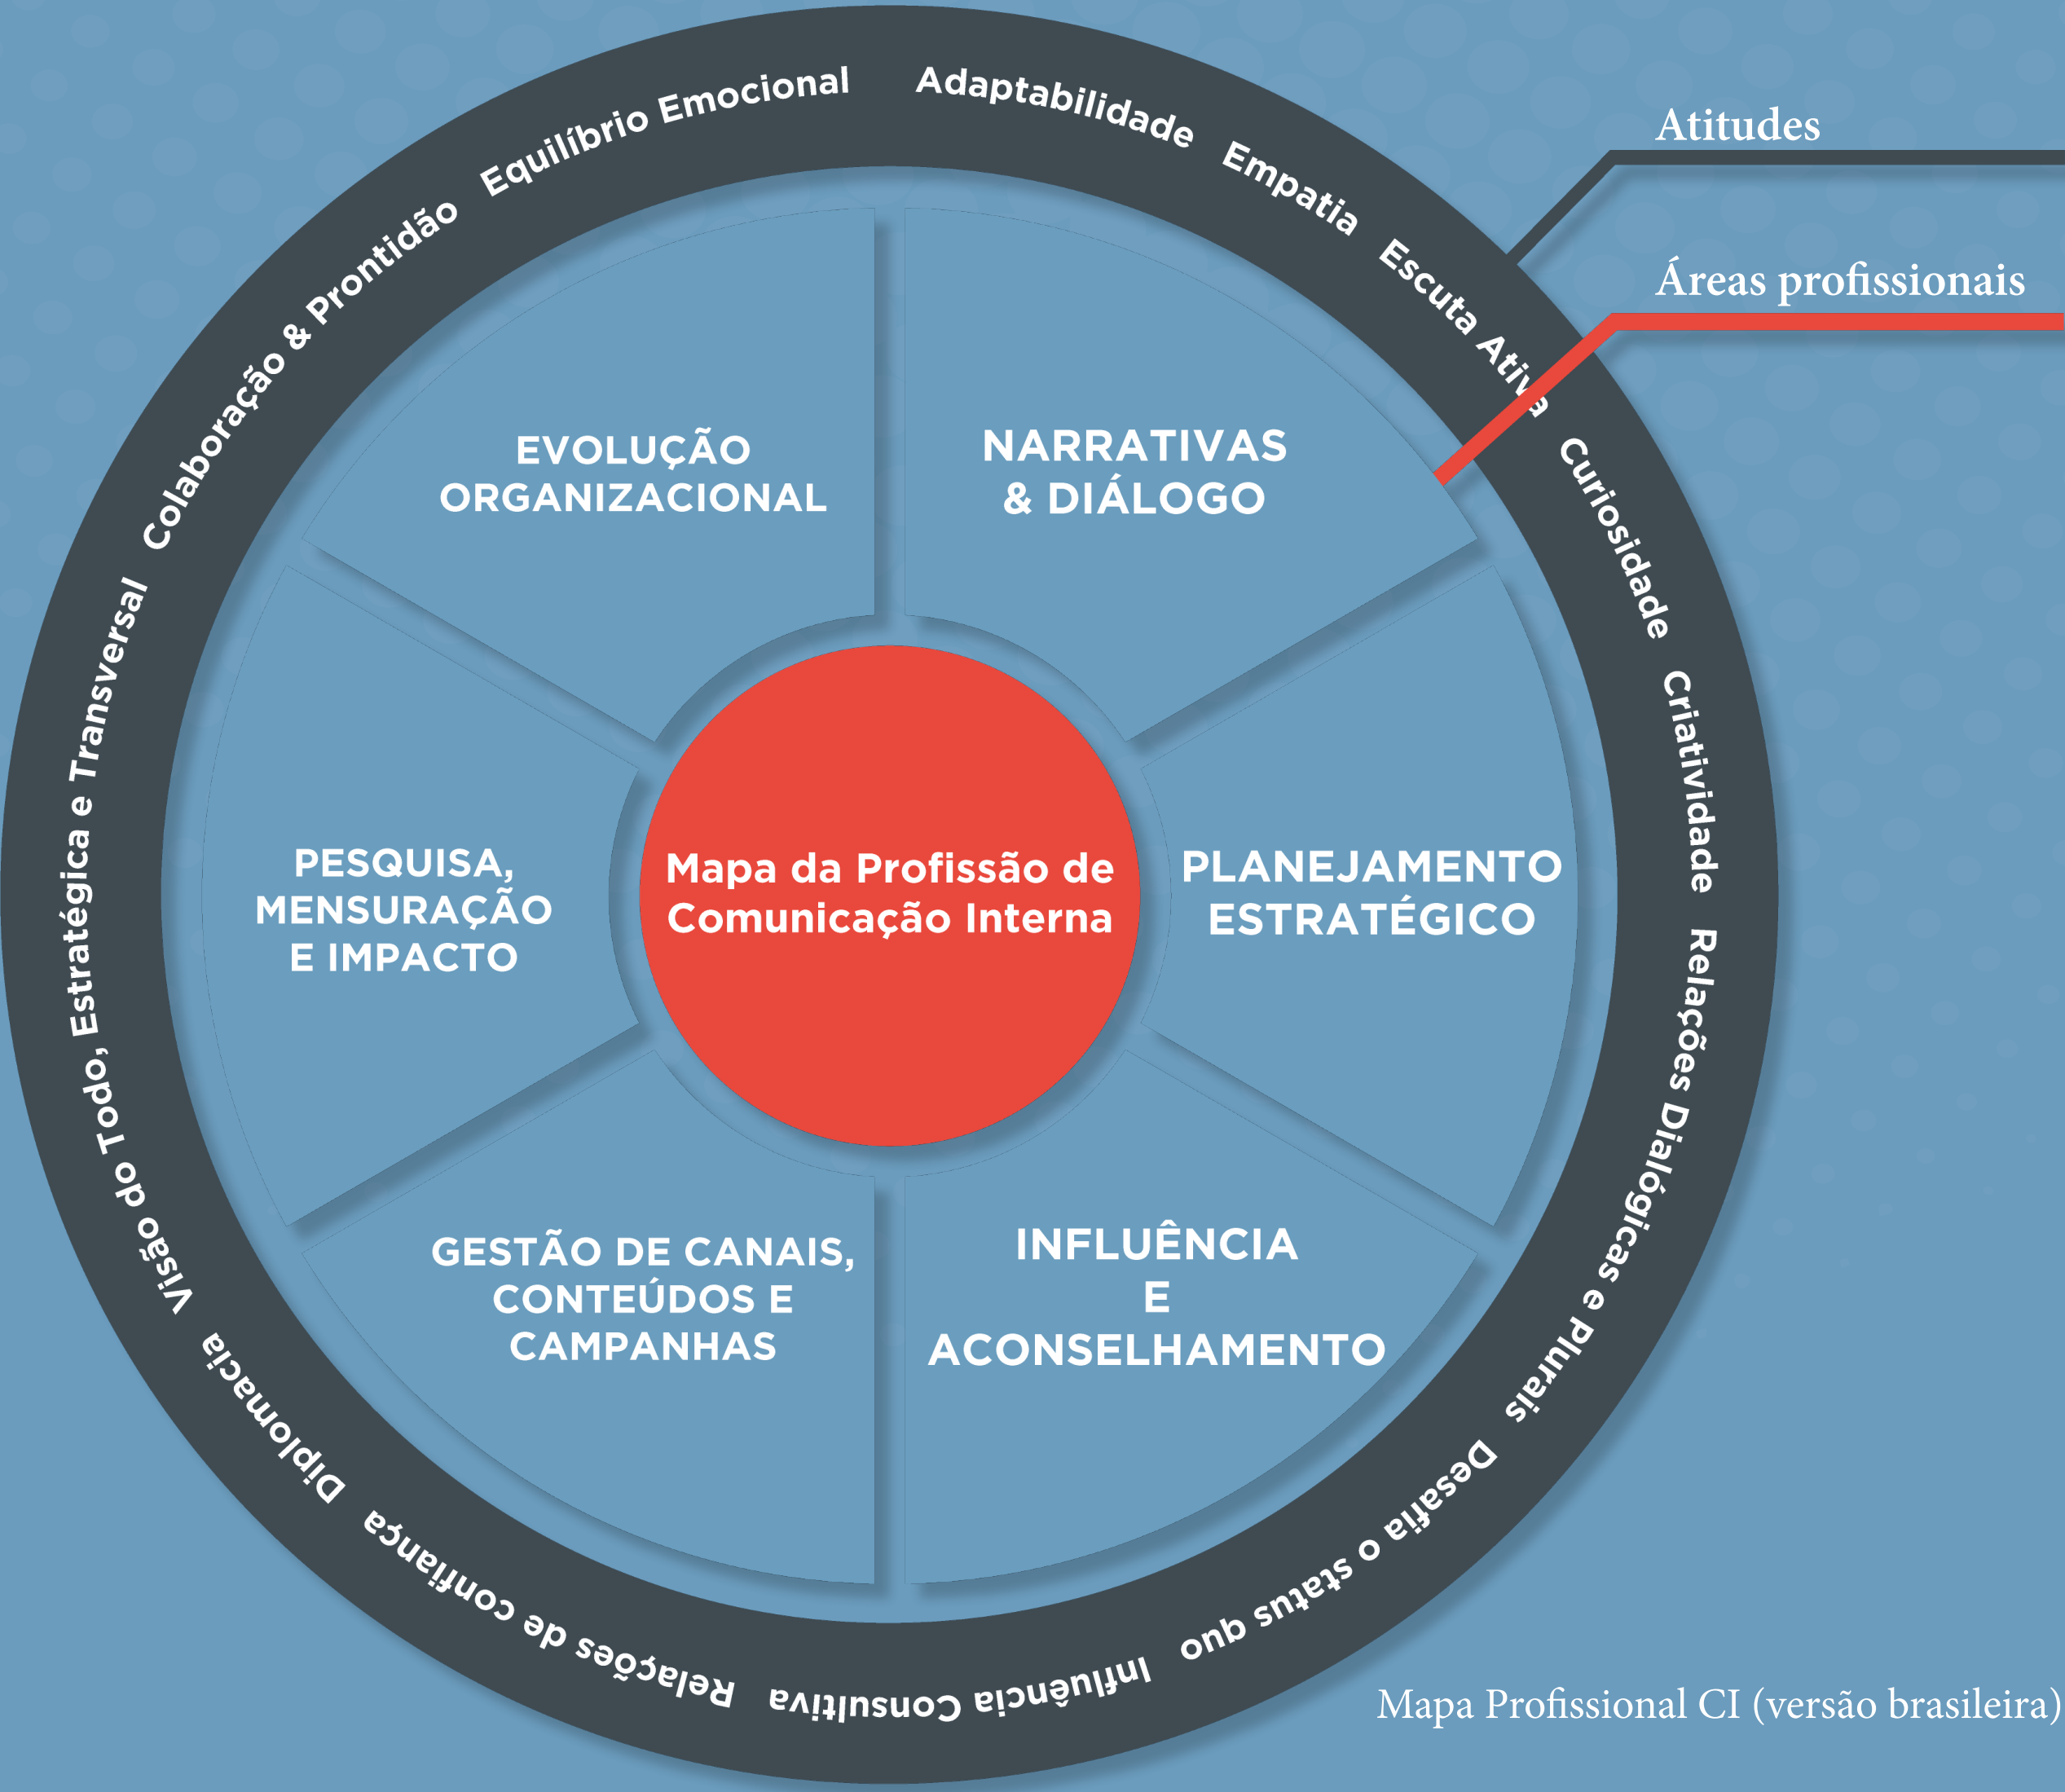 Adaptabilidade
Empatia
Escuta Ativa
Curiosidade
Criatividade
Relações Dialógicas e Plurais
Desafia o status quo
Influência Consultiva
Relações de confiança
Diplomacia
Visão do Todo, Estratégica e Transversal
Colaboração & Prontidão
Equilíbrio Emocional
Atitudes
Áreas profissionais
EVOLUÇÃO
ORGANIZACIONAL
NARRATIVAS
& DIÁLOGO
PESQUISA,
MENSURAÇÃO
E IMPACTO
Mapa da Profissão de
Comunicação Interna
PLANEJAMENTO
ESTRATÉGICO
GESTÃO DE CANAIS,
CONTEÚDOS E
CAMPANHAS
INFLUÊNCIA
E
ACONSELHAMENTO
Mapa Profissional CI (versão brasileira)